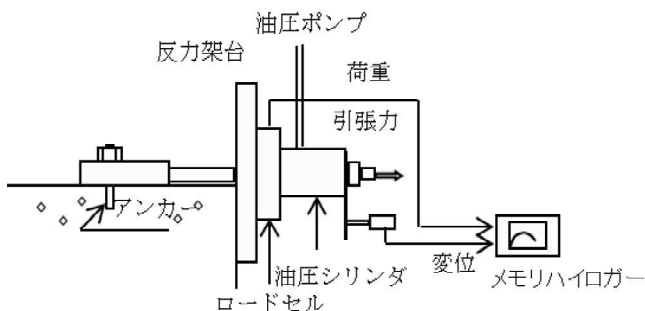 油圧ポンプ
反力架台
荷重
引張力
アンカー
油圧シリンダ
変位
メモリハイロガー
ロードセル